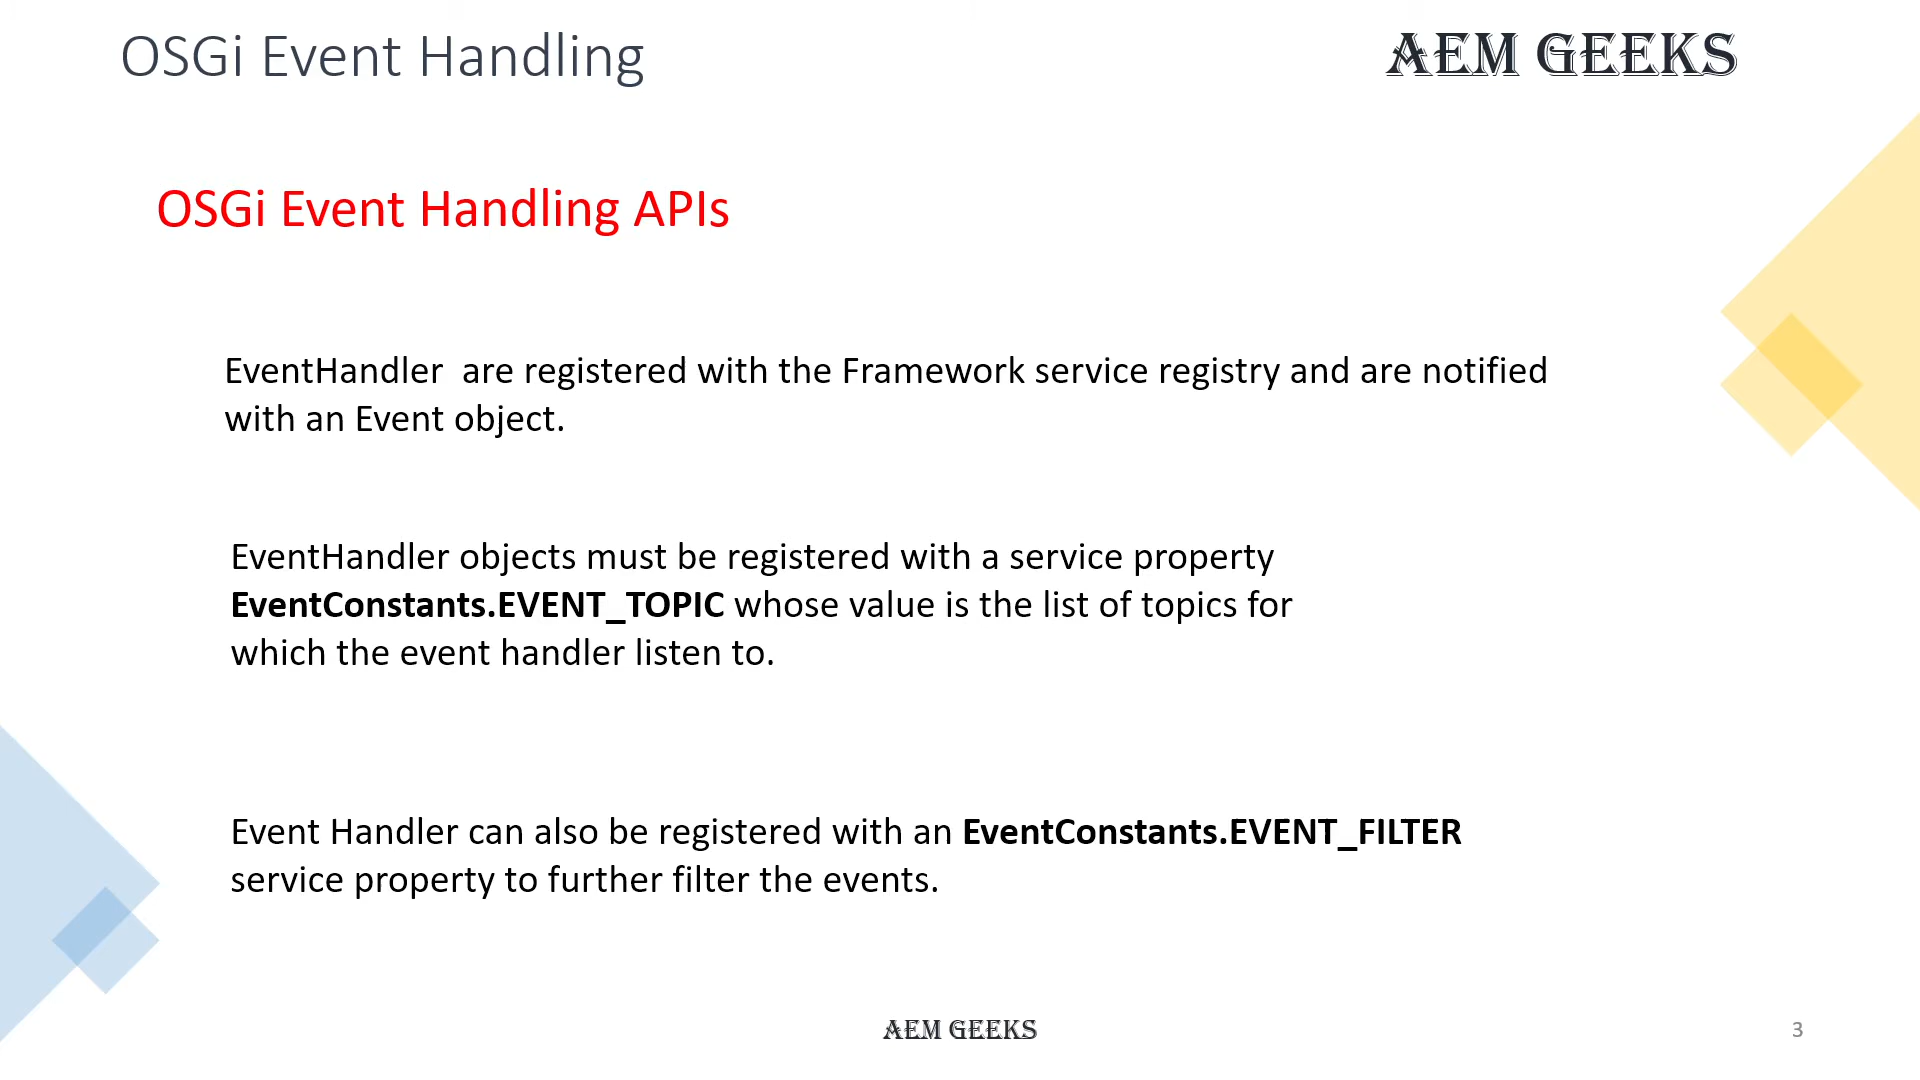 OSGi Event Handling
AEM GEEKS
OSGi Event Handling APIs
EventHandler  are registered with the Framework service registry and are notified
with an Event object.
EventHandler objects must be registered with a service property
EventConstants.EVENT_TOPIC whose value is the list of topics for
which the event handler listen to.
Event Handler can also be registered with an EventConstants.EVENT_FILTER
service property to further filter the events.
AEM GEEKS
3